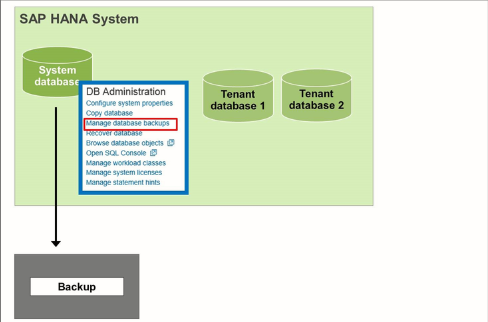 SAP HANA System
System
database
DB Administration
Configure system properties
Copy database
Manage database backups
Recover database
Browse database objects
Open SQL Console
Manage workload classes
Manage system licenses
Manage statement hints
Tenant
database 1
Tenant
database 2
Backup